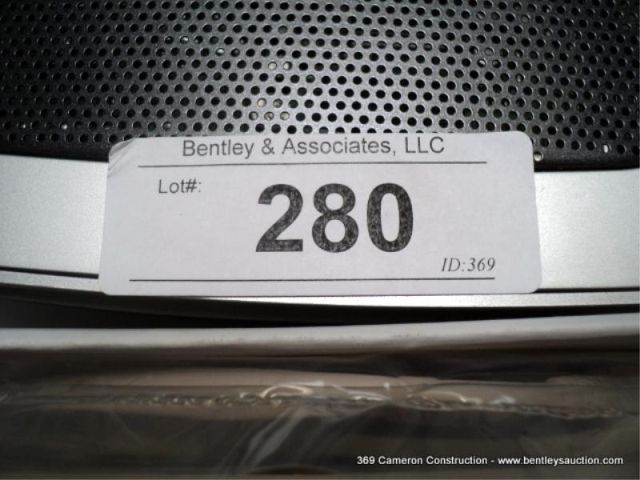 Bentley & Associates, LLC
Lot#:
280
ID:369
369 Cameron Construction - www.bentleysauction.com